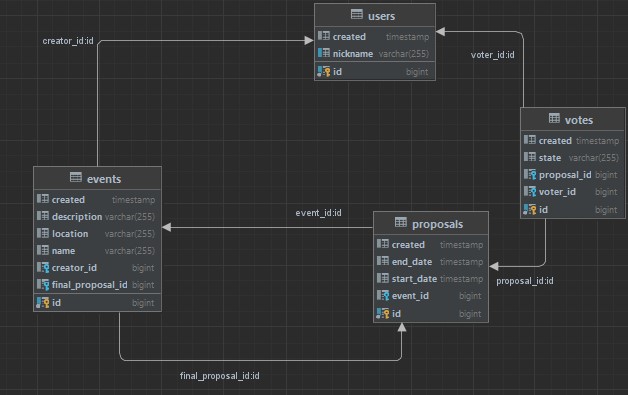 users
created timestamp
nickname varchar(255)
id bigint
creator_id:id
voter_id:id
votes
created timestamp
state varchar(255)
proposal_id bigint
voter_id bigint
id bigint
events
created timestamp
description varchar(255)
location varchar(255)
name varchar(255)
creator_id bigint
final_proposal_id bigint
id bigint
event_id:id
proposals
created timestamp
end_date timestamp
start_date timestamp
event_id bigint
id bigint
proposal_id:id
final_proposal_id:id